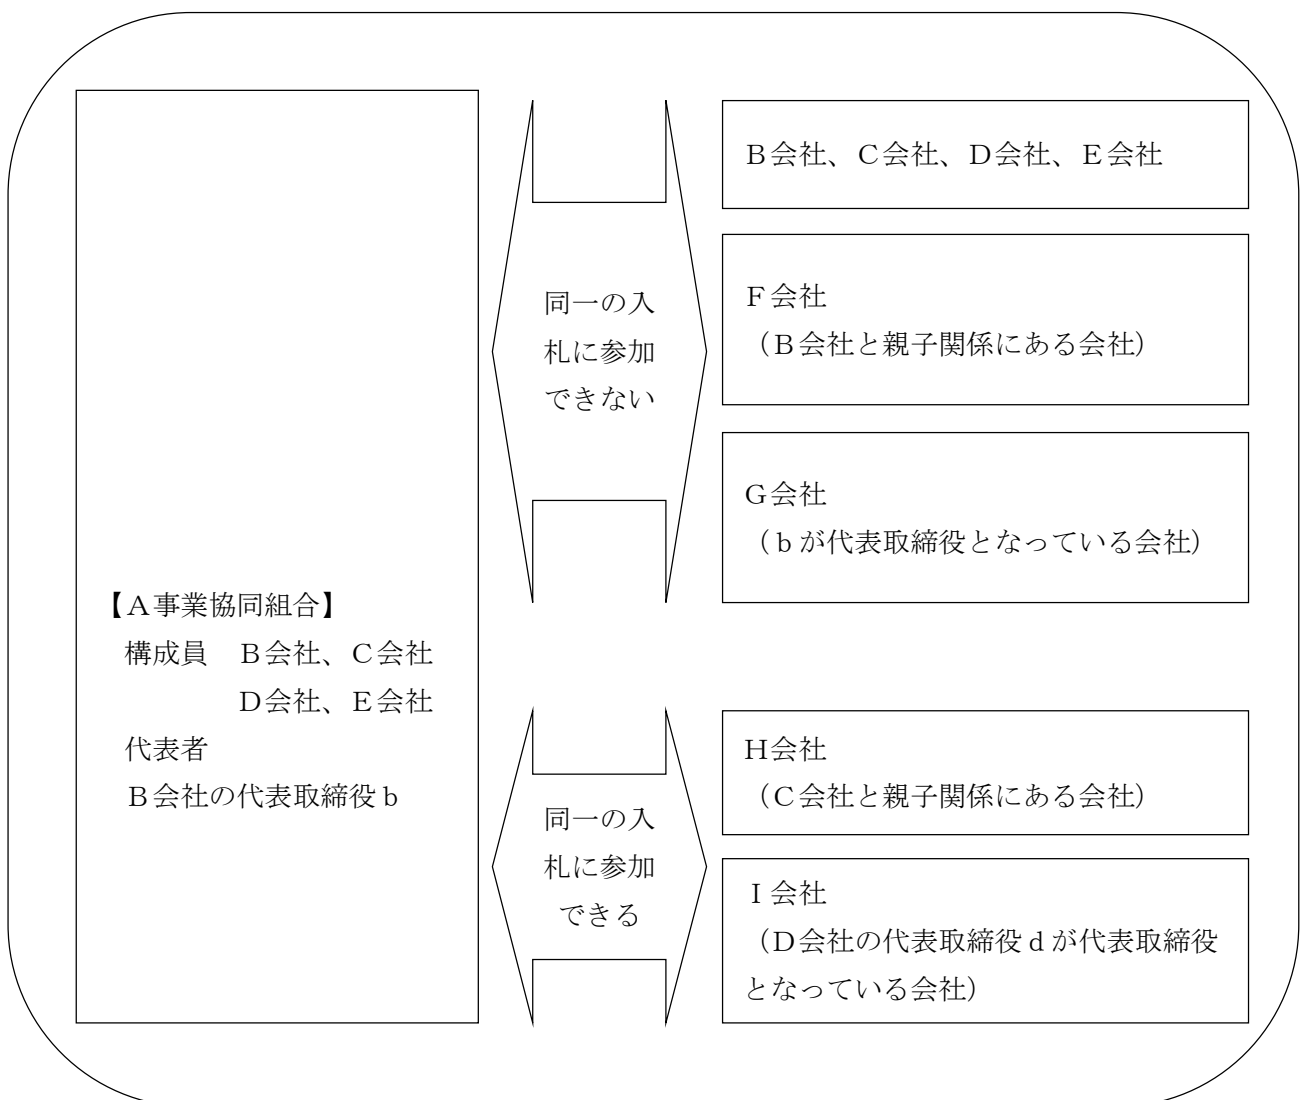 【Ａ事業協同組合】
構成員　Ｂ会社、Ｃ会社
Ｄ会社、Ｅ会社
代表者
Ｂ会社の代表取締役ｂ
同一の入
札に参加
できない
Ｂ会社、Ｃ会社、Ｄ会社、Ｅ会社
Ｆ会社
（Ｂ会社と親子関係にある会社）
Ｇ会社
（ｂが代表取締役となっている会社）
同一の入
札に参加
できる
Ｈ会社
（Ｃ会社と親子関係にある会社）
Ｉ会社
（Ｄ会社の代表取締役ｄが代表取締役
となっている会社）